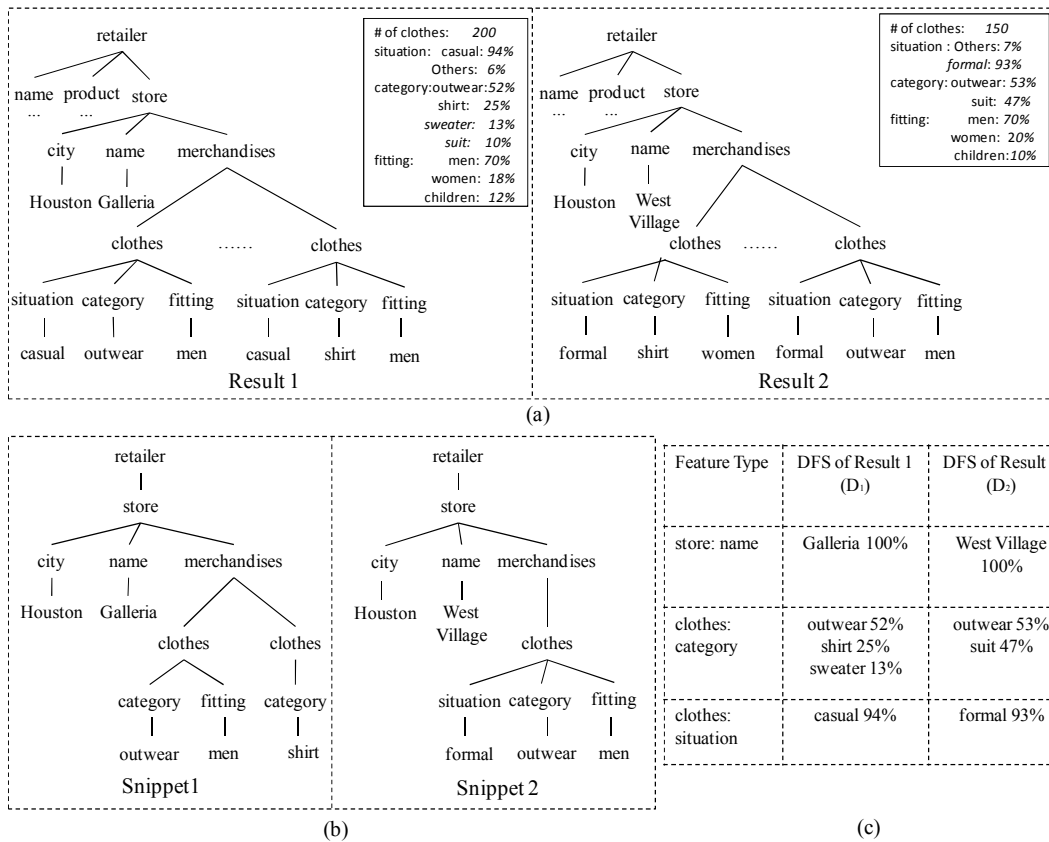 retailer
name product store
... ...
city name merchandises
Houston Galleria
clothes ...... clothes
situation category fitting situation category fitting
casual outwear men casual shirt men
Result 1
# of clothes: 200
situation: casual: 94%
Others: 6%
category:outwear: 52%
shirt: 25%
sweater: 13%
suit: 10%
fitting: men: 70%
women: 18%
children: 12%
retailer
name product store
... ...
city name merchandises
Houston West
Village
clothes ...... clothes
situation category fitting situation category fitting
formal shirt women formal outwear men
Result 2
# of clothes: 150
situation : Others: 7%
formal: 93%
category: outwear: 53%
suit: 47%
fitting: men: 70%
women: 20%
children:10%
(a)
retailer
store
city name merchandises
Houston Galleria
clothes clothes
category fitting category
outwear men shirt
Snippet1
retailer
store
city name merchandises
Houston West
Village
clothes
situation category fitting
formal outwear men
Snippet 2
(b)
Feature Type DFS of Result 1 DFS of Result
(D1) (D2)
store: name Galleria 100% West Village
100%
clothes: outwear 52% outwear 53%
category shirt 25% suit 47%
sweater 13%
clothes: casual 94% formal 93%
situation
(c)